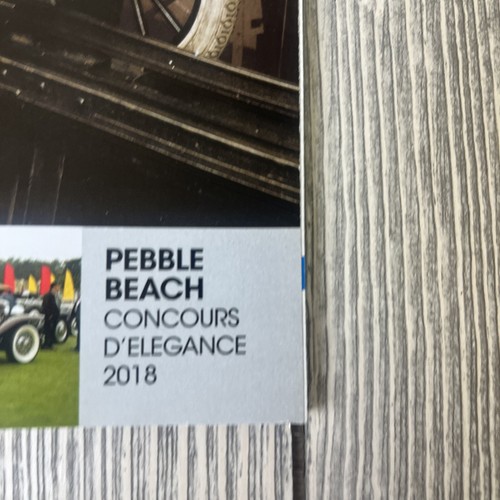 PEBBLE
BEACH
CONCOURS
D'ELEGANCE
2018